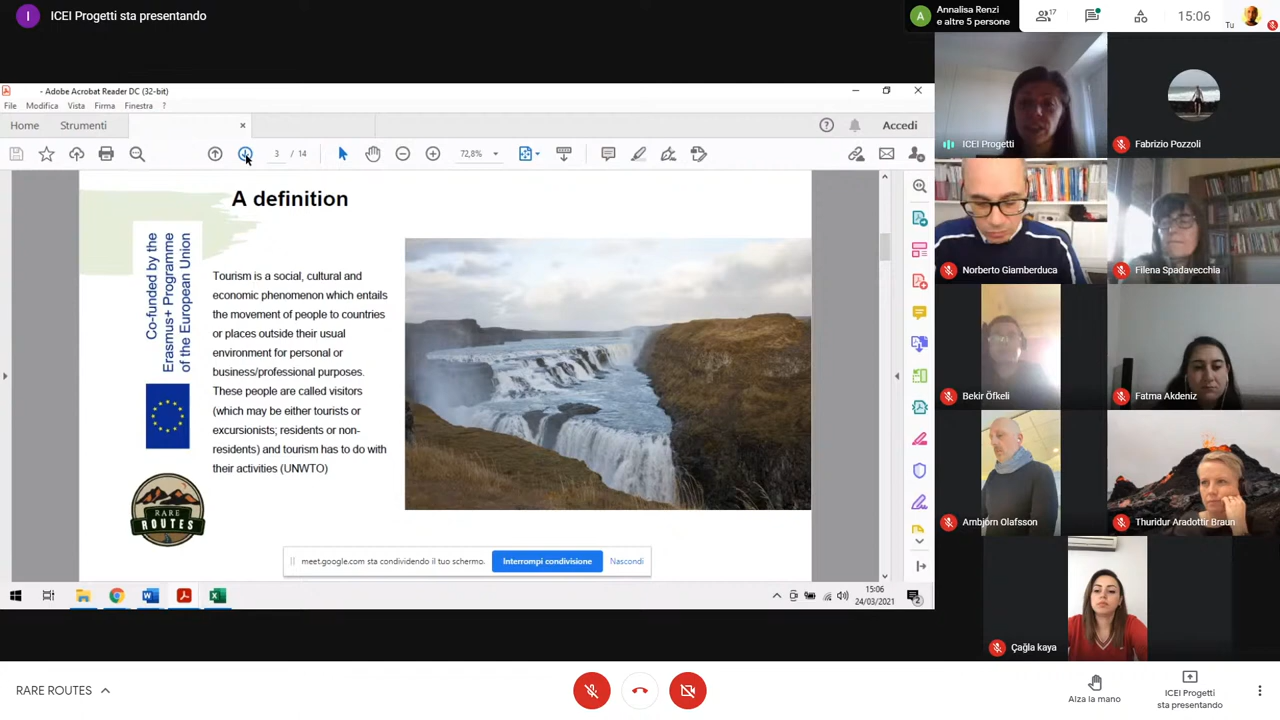 I ICEI Progetti sta presentando
A Annalisa Renzi
e altre 5 persone
17
15:06
Tu
- Adobe Acrobat Reader DC (32-bit)
File Modifica Vista Firma Finestra ?
Home Strumenti × Accedi
3 / 14 72,8%
A definition
Co-funded by the
Erasmus+ Programme
of the European Union
Tourism is a social, cultural and
economic phenomenon which entails
the movement of people to countries
or places outside their usual
environment for personal or
business/professional purposes.
These people are called visitors
(which may be either tourists or
excursionists; residents or non-
residents) and tourism has to do with
their activities (UNWTO)
RARE
ROUTES
meet.google.com sta condividendo il tuo schermo. Interrompi condivisione Nascondi
15:06
24/03/2021
2
ICEI Progetti
Fabrizio Pozzoli
Norberto Giamberduca
Filena Spadavecchia
Bekir Öfkeli
Fatma Akdeniz
Ambjörn Olafsson
Thuridur Aradottir Braun
Çağla kaya
RARE ROUTES
Alza la mano
ICEI Progetti
sta presentando